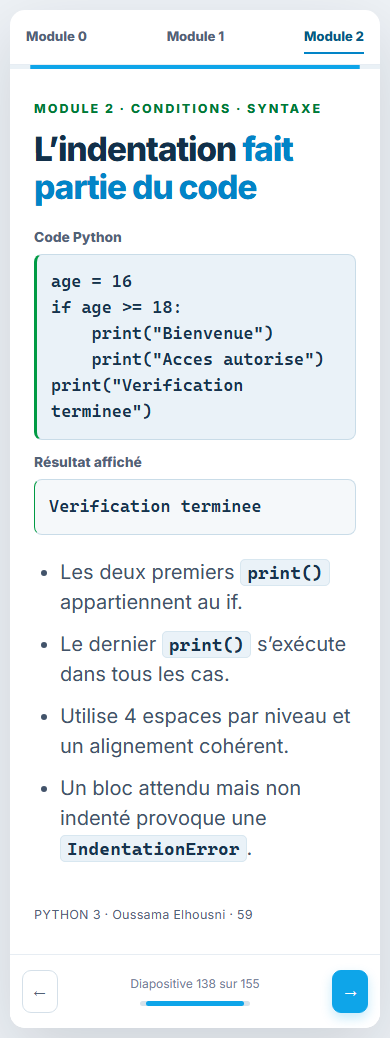 Module 0
Module 1
Module 2
MODULE 2 · CONDITIONS · SYNTAXE
L’indentation fait
partie du code
Code Python
age = 16
if age >= 18:
    print("Bienvenue")
    print("Acces autorise")
print("Verification
terminee")
Résultat affiché
Verification terminee
• Les deux premiers print()
appartiennent au if.
• Le dernier print() s’exécute
dans tous les cas.
• Utilise 4 espaces par niveau et
un alignement cohérent.
• Un bloc attendu mais non
indenté provoque une
IndentationError.
PYTHON 3 · Oussama Elhousni · 59
←
Diapositive 138 sur 155
→